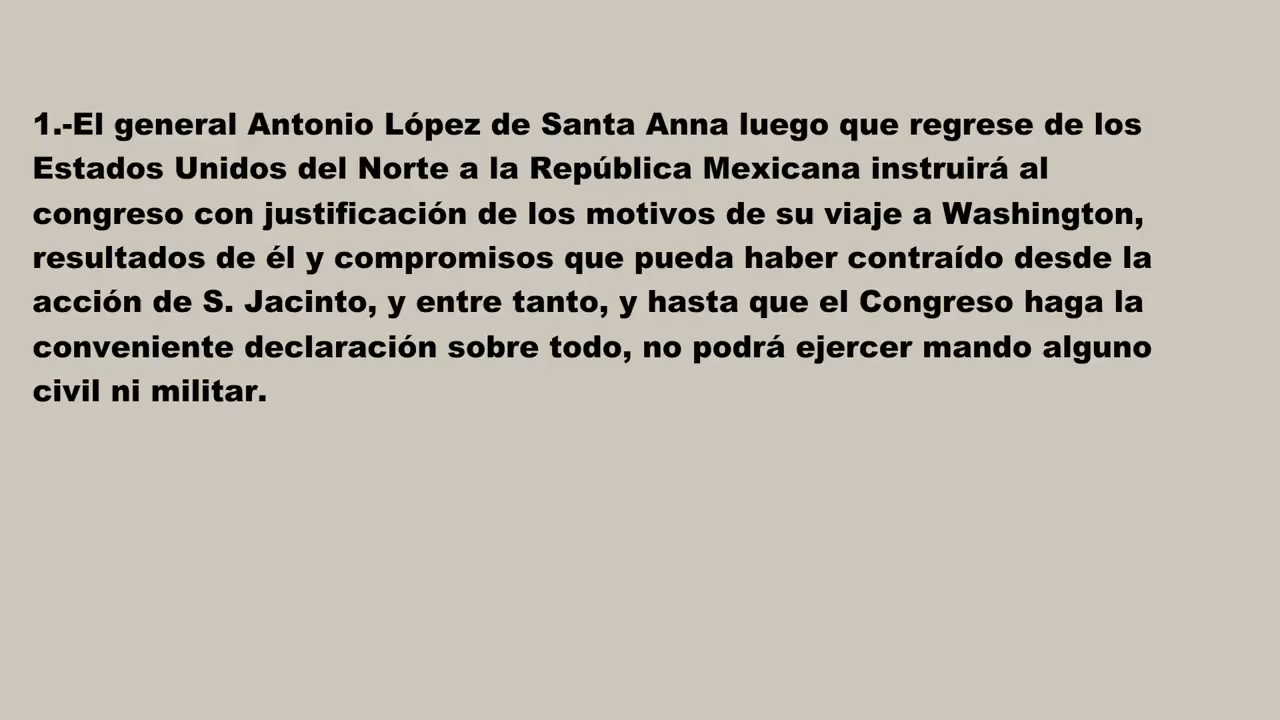 1.-El general Antonio López de Santa Anna luego que regrese de los
Estados Unidos del Norte a la República Mexicana instruirá al
congreso con justificación de los motivos de su viaje a Washington,
resultados de él y compromisos que pueda haber contraído desde la
acción de S. Jacinto, y entre tanto, y hasta que el Congreso haga la
conveniente declaración sobre todo, no podrá ejercer mando alguno
civil ni militar.